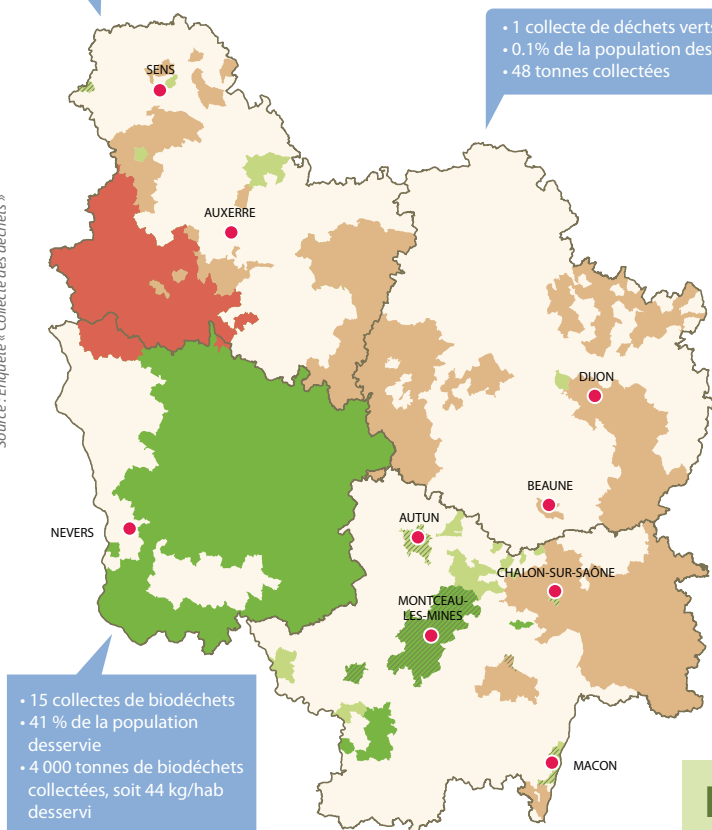 • 1 collecte de déchets verts
• 0.1% de la population des
• 48 tonnes collectées
SENS
Source : Enquête « Collecte des déchets »
AUXERRE
DIJON
BEAUNE
NEVERS
AUTUN
CHALON-SUR-SAÔNE
MONTCEAU-
LES-MINES
• 15 collectes de biodéchets
• 41 % de la population
desservie
• 4 000 tonnes de biodéchets
collectées, soit 44 kg/hab
desservi
MACON